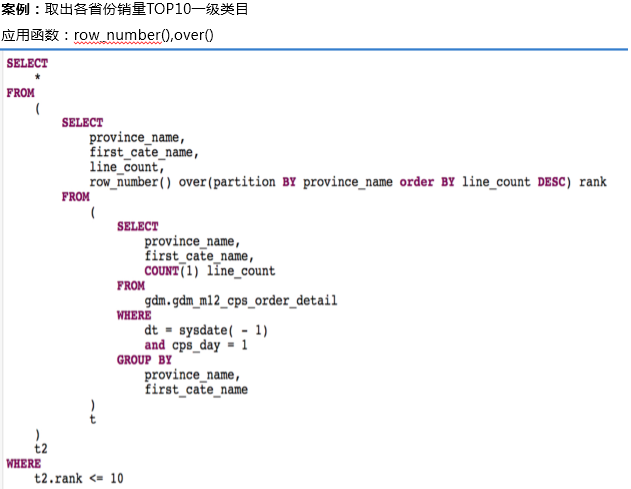 案例：取出各省份销量TOP10一级类目
应用函数：row_number(),over()
SELECT
*
FROM
(
SELECT
province_name,
first_cate_name,
line_count,
row_number() over(partition BY province_name order BY line_count DESC) rank
FROM
(
SELECT
province_name,
first_cate_name,
COUNT(1) line_count
FROM
gdm.gdm_m12_cps_order_detail
WHERE
dt = sysdate( - 1)
and cps_day = 1
GROUP BY
province_name,
first_cate_name
)
t
)
t2
WHERE
t2.rank <= 10